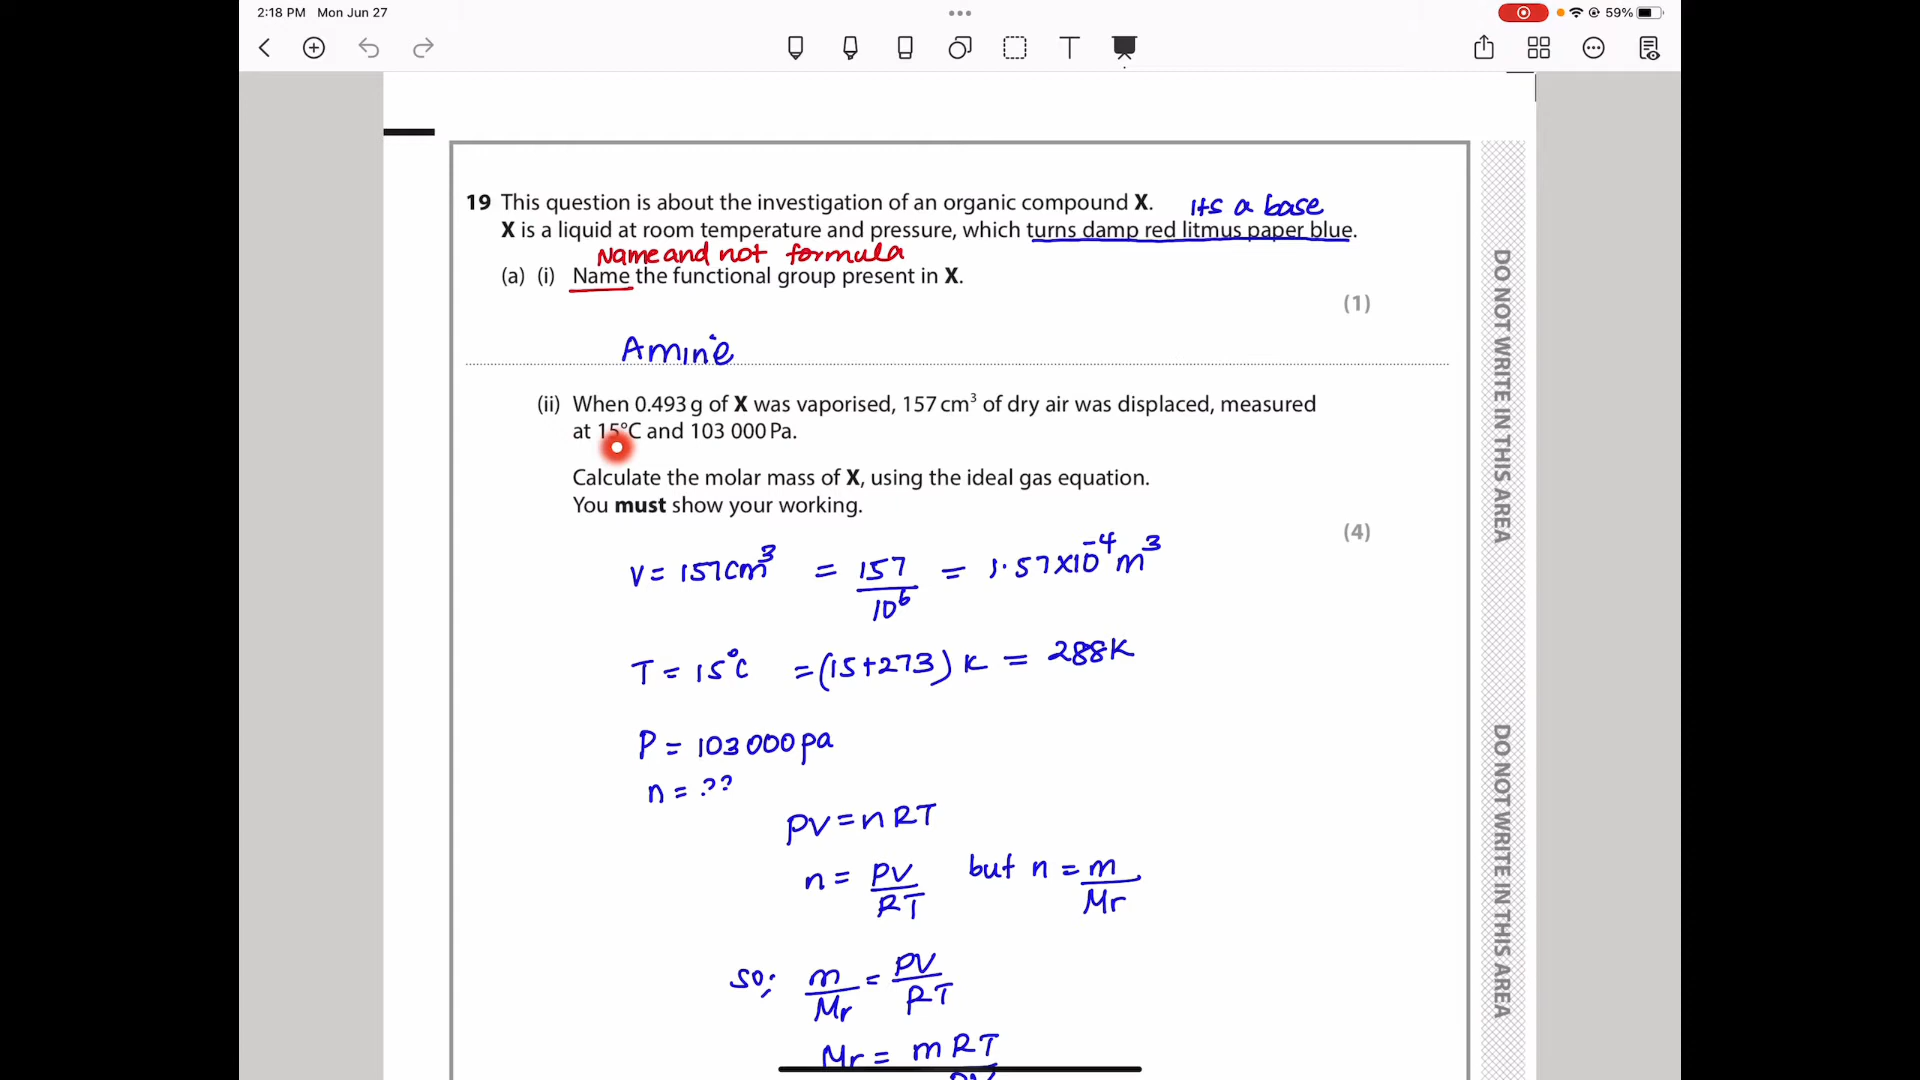 2:18 PM Mon Jun 27
59%
19 This question is about the investigation of an organic compound X. Its a base
X is a liquid at room temperature and pressure, which turns damp red litmus paper blue.
Name and not formula
(a) (i) Name the functional group present in X.
(1)
Amine
(ii) When 0.493 g of X was vaporised, 157 cm³ of dry air was displaced, measured
at 15°C and 103 000 Pa.
Calculate the molar mass of X, using the ideal gas equation.
You must show your working.
(4)
V = 157cm³ = 157/10⁶ = 1.57x10⁻⁴ m³
T = 15°C = (15+273) K = 288K
P = 103000pa
n = ??
PV = nRT
n = PV/RT but n = m/Mr
so; m/Mr = PV/RT
Mr = mRT/PV
DO NOT WRITE IN THIS AREA
DO NOT WRITE IN THIS AREA